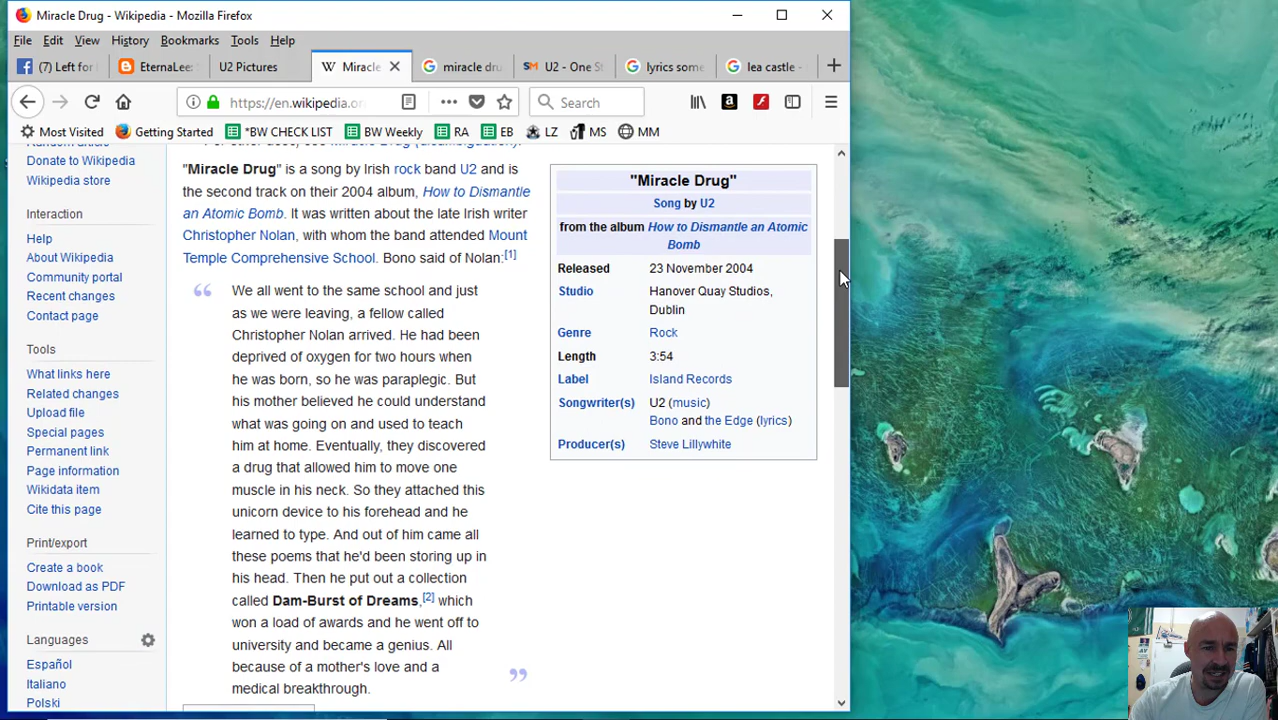 Miracle Drug - Wikipedia - Mozilla Firefox
File Edit View History Bookmarks Tools Help
(7) Left for EternaLee: U2 Pictures Miracle miracle dru U2 - One S lyrics some lea castle -
https://en.wikipedia.or Search
Most Visited Getting Started *BW CHECK LIST BW Weekly RA EB LZ MS MM
Donate to Wikipedia
Wikipedia store
Interaction
Help
About Wikipedia
Community portal
Recent changes
Contact page
Tools
What links here
Related changes
Upload file
Special pages
Permanent link
Page information
Wikidata item
Cite this page
Print/export
Create a book
Download as PDF
Printable version
Languages
Español
Italiano
Polski
"Miracle Drug" is a song by Irish rock band U2 and is
the second track on their 2004 album, How to Dismantle
an Atomic Bomb. It was written about the late Irish writer
Christopher Nolan, with whom the band attended Mount
Temple Comprehensive School. Bono said of Nolan:[1]
We all went to the same school and just
as we were leaving, a fellow called
Christopher Nolan arrived. He had been
deprived of oxygen for two hours when
he was born, so he was paraplegic. But
his mother believed he could understand
what was going on and used to teach
him at home. Eventually, they discovered
a drug that allowed him to move one
muscle in his neck. So they attached this
unicorn device to his forehead and he
learned to type. And out of him came all
these poems that he'd been storing up in
his head. Then he put out a collection
called Dam-Burst of Dreams,[2] which
won a load of awards and he went off to
university and became a genius. All
because of a mother's love and a
medical breakthrough.
"Miracle Drug"
Song by U2
from the album How to Dismantle an Atomic
Bomb
Released 23 November 2004
Studio Hanover Quay Studios,
Dublin
Genre Rock
Length 3:54
Label Island Records
Songwriter(s) U2 (music)
Bono and the Edge (lyrics)
Producer(s) Steve Lillywhite